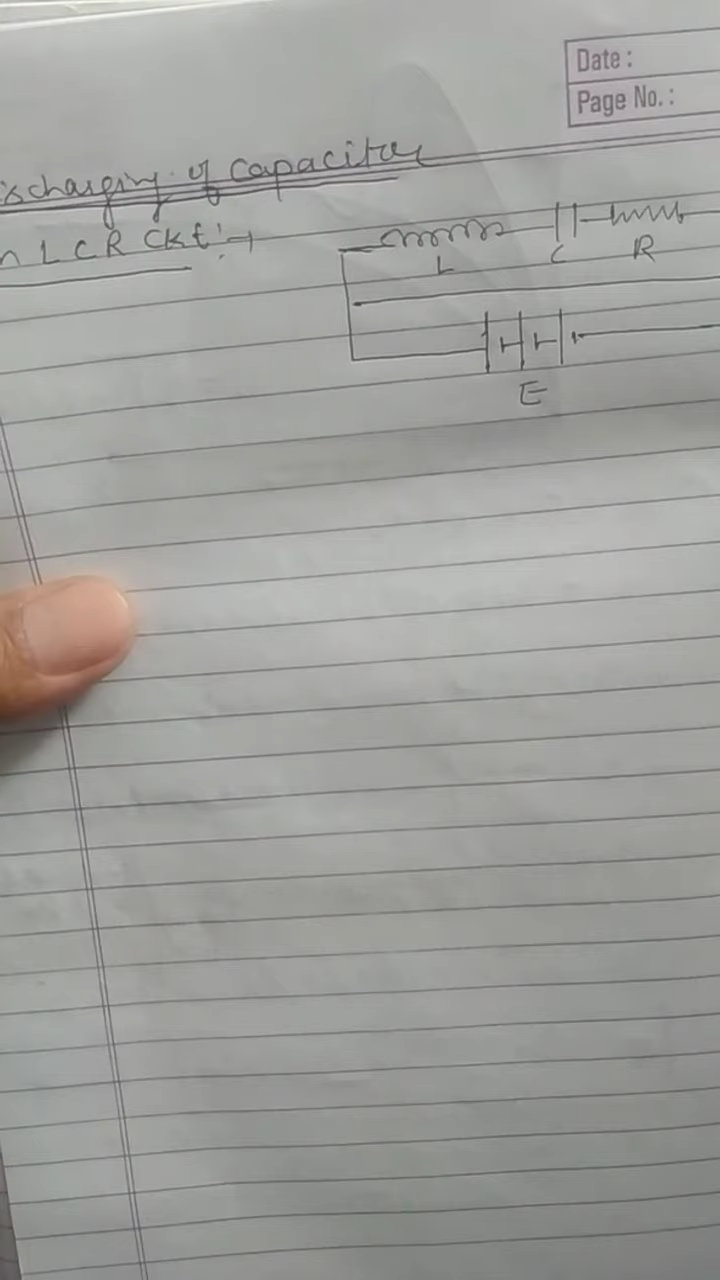 Date :
Page No. :
ischarging of capacitor
n LCR Ckt :→
L C R
E